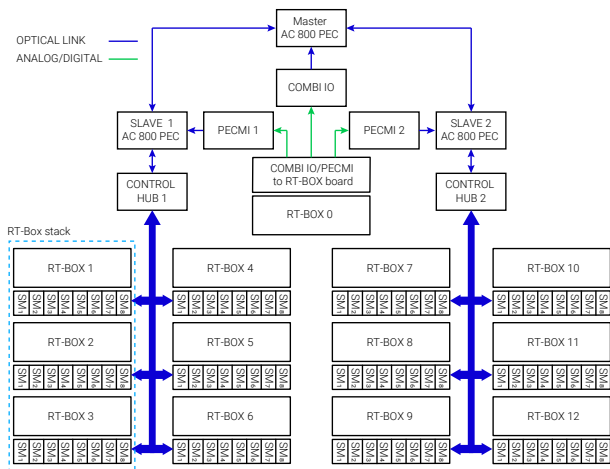 Master
AC 800 PEC
OPTICAL LINK
ANALOG/DIGITAL
COMBI IO
SLAVE 1
AC 800 PEC
PECMI 1
PECMI 2
SLAVE 2
AC 800 PEC
COMBI IO/PECMI
to RT-BOX board
CONTROL
HUB 1
CONTROL
HUB 2
RT-BOX 0
RT-Box stack
RT-BOX 1
RT-BOX 4
RT-BOX 7
RT-BOX 10
SM1 SM2 SM3 SM4 SM5 SM6 SM7 SM8
SM1 SM2 SM3 SM4 SM5 SM6 SM7 SM8
SM1 SM2 SM3 SM4 SM5 SM6 SM7 SM8
SM1 SM2 SM3 SM4 SM5 SM6 SM7 SM8
RT-BOX 2
RT-BOX 5
RT-BOX 8
RT-BOX 11
SM1 SM2 SM3 SM4 SM5 SM6 SM7 SM8
SM1 SM2 SM3 SM4 SM5 SM6 SM7 SM8
SM1 SM2 SM3 SM4 SM5 SM6 SM7 SM8
SM1 SM2 SM3 SM4 SM5 SM6 SM7 SM8
RT-BOX 3
RT-BOX 6
RT-BOX 9
RT-BOX 12
SM1 SM2 SM3 SM4 SM5 SM6 SM7 SM8
SM1 SM2 SM3 SM4 SM5 SM6 SM7 SM8
SM1 SM2 SM3 SM4 SM5 SM6 SM7 SM8
SM1 SM2 SM3 SM4 SM5 SM6 SM7 SM8